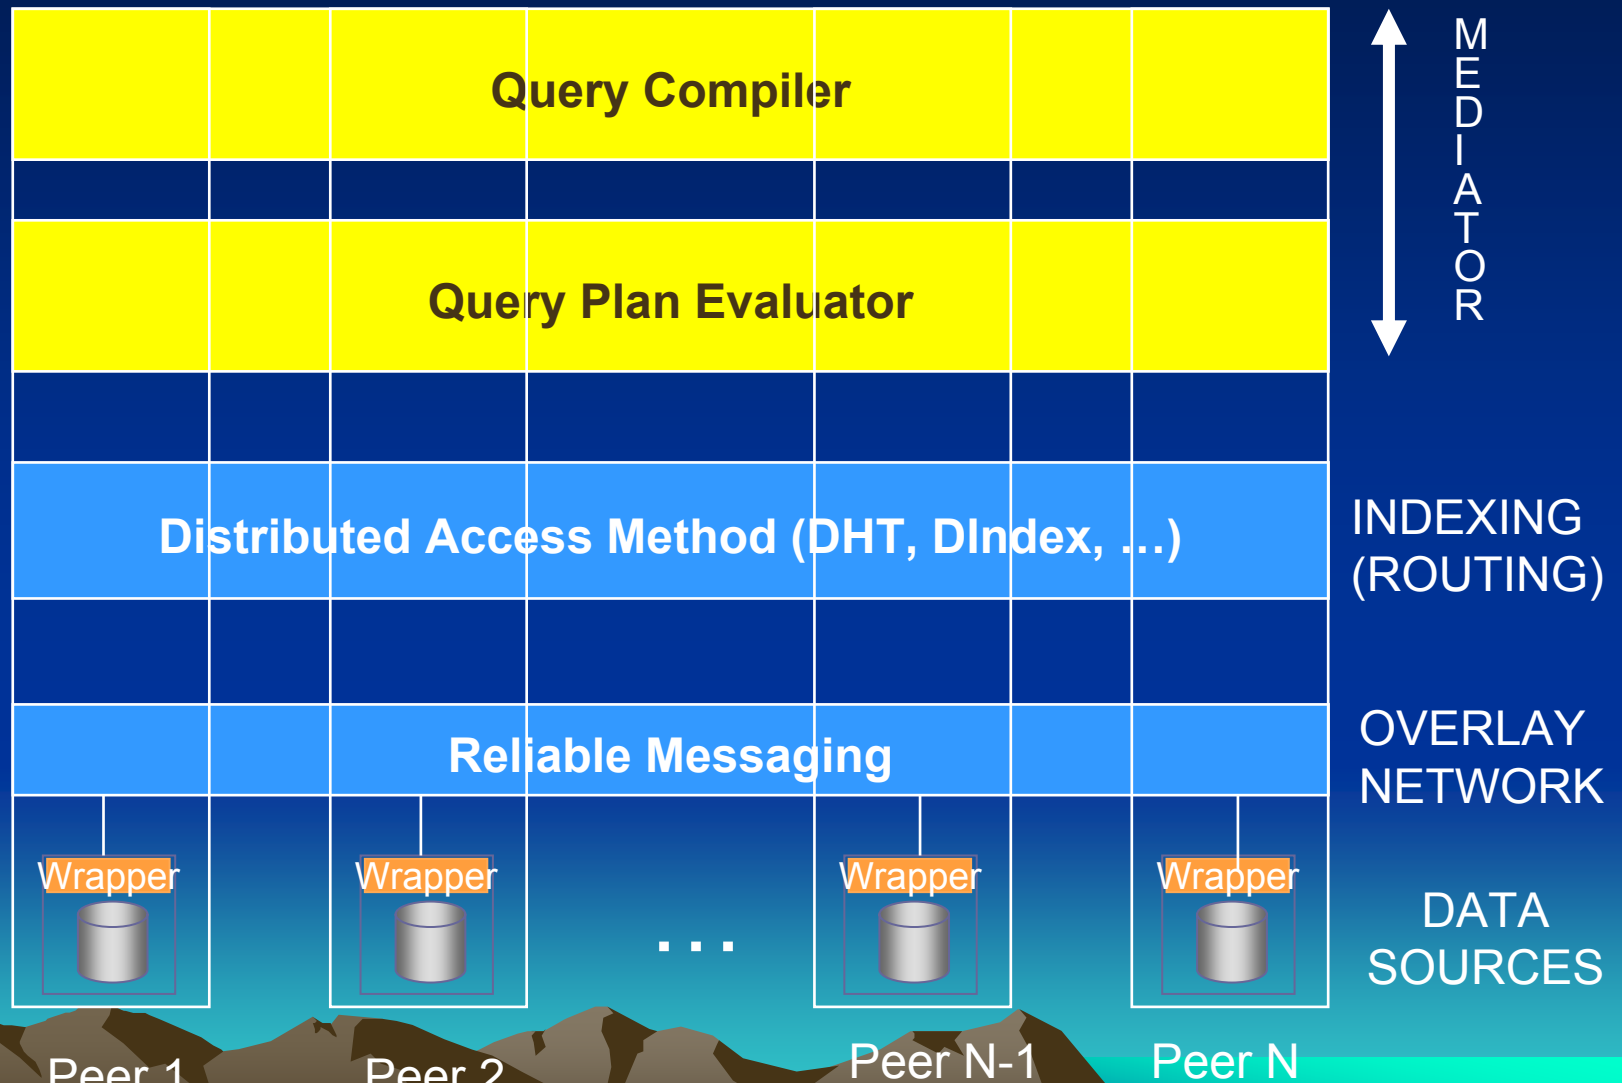 Query Compiler
MEDIATOR
Query Plan Evaluator
Distributed Access Method (DHT, DIndex, ...)
INDEXING
(ROUTING)
Reliable Messaging
OVERLAY
NETWORK
Wrapper
Wrapper
...
Wrapper
Wrapper
DATA
SOURCES
Peer 1
Peer 2
Peer N-1
Peer N